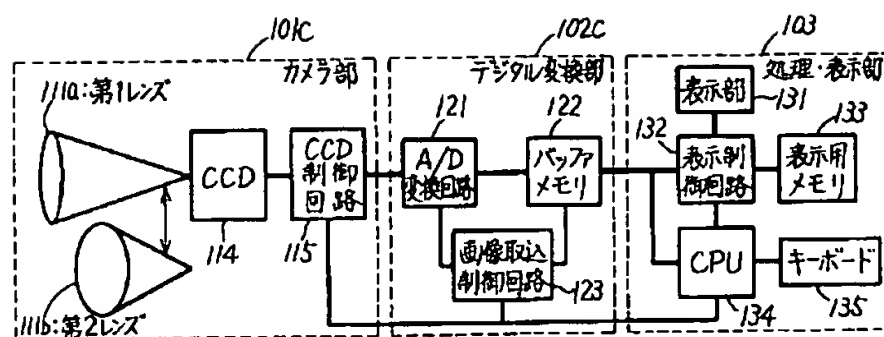 101C
カメラ部
111a:第1レンズ
CCD
114
CCD
制御
回路
115
111b:第2レンズ
102C
デジタル変換部
121
A/D
変換回路
122
バッファ
メモリ
画像取込
制御回路
123
103
処理・表示部
表示部
131
132
表示制
御回路
133
表示用
メモリ
CPU
134
キーボード
135